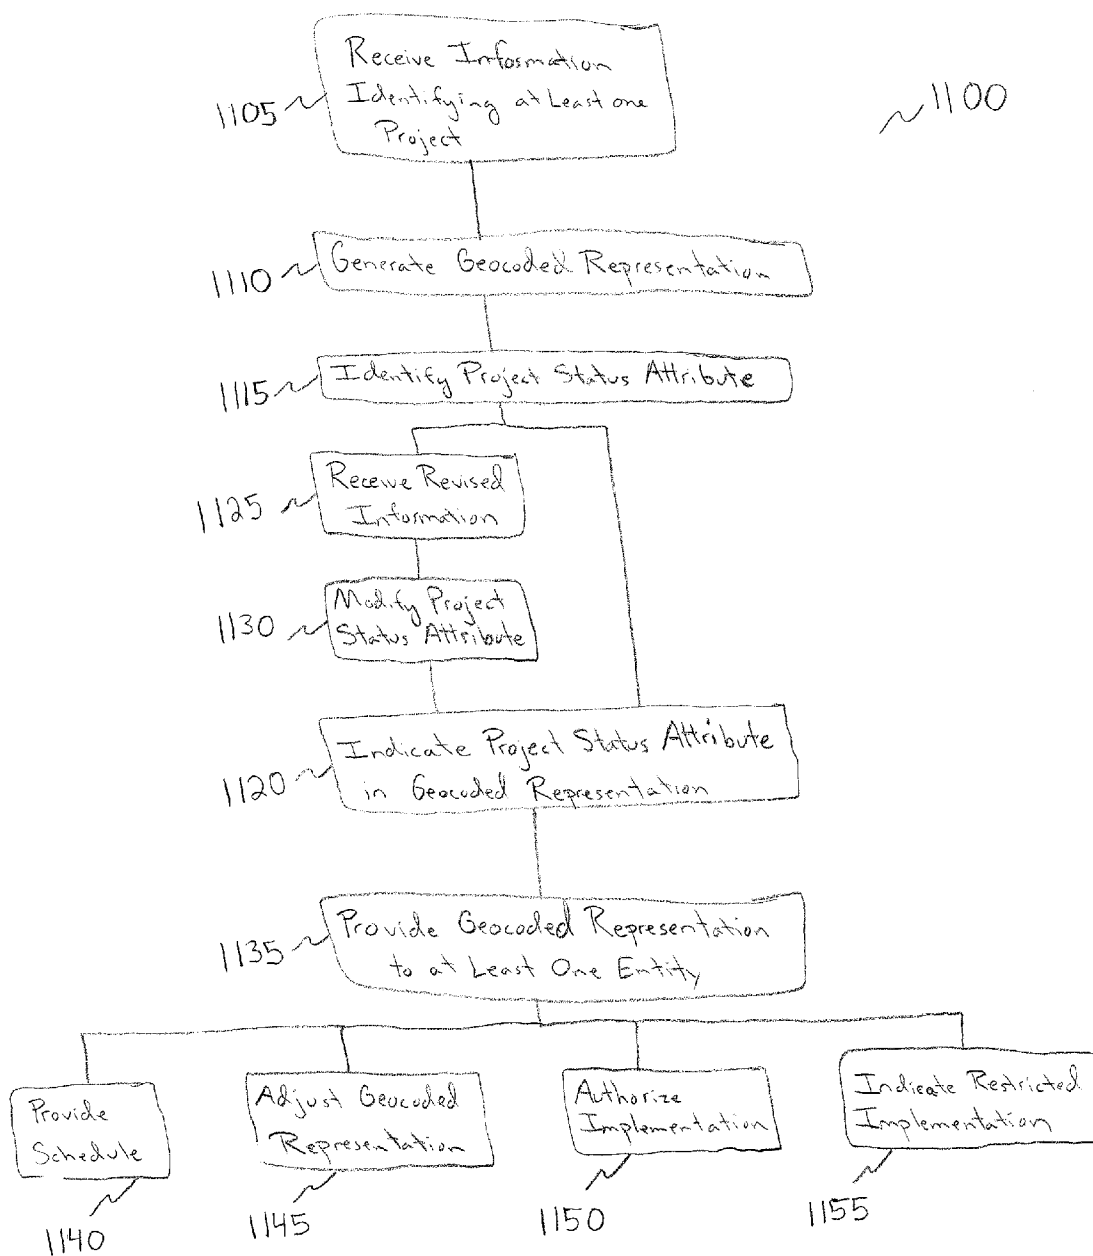 Receive Information
Identifying at Least one
Project
1105
1100
Generate Geocoded Representation
1110
Identify Project Status Attribute
1115
Receive Revised
Information
1125
Modify Project
Status Attribute
1130
Indicate Project Status Attribute
in Geocoded Representation
1120
Provide Geocoded Representation
to at Least One Entity
1135
Provide
Schedule
Adjust Geocoded
Representation
Authorize
Implementation
Indicate Restricted
Implementation
1140
1145
1150
1155